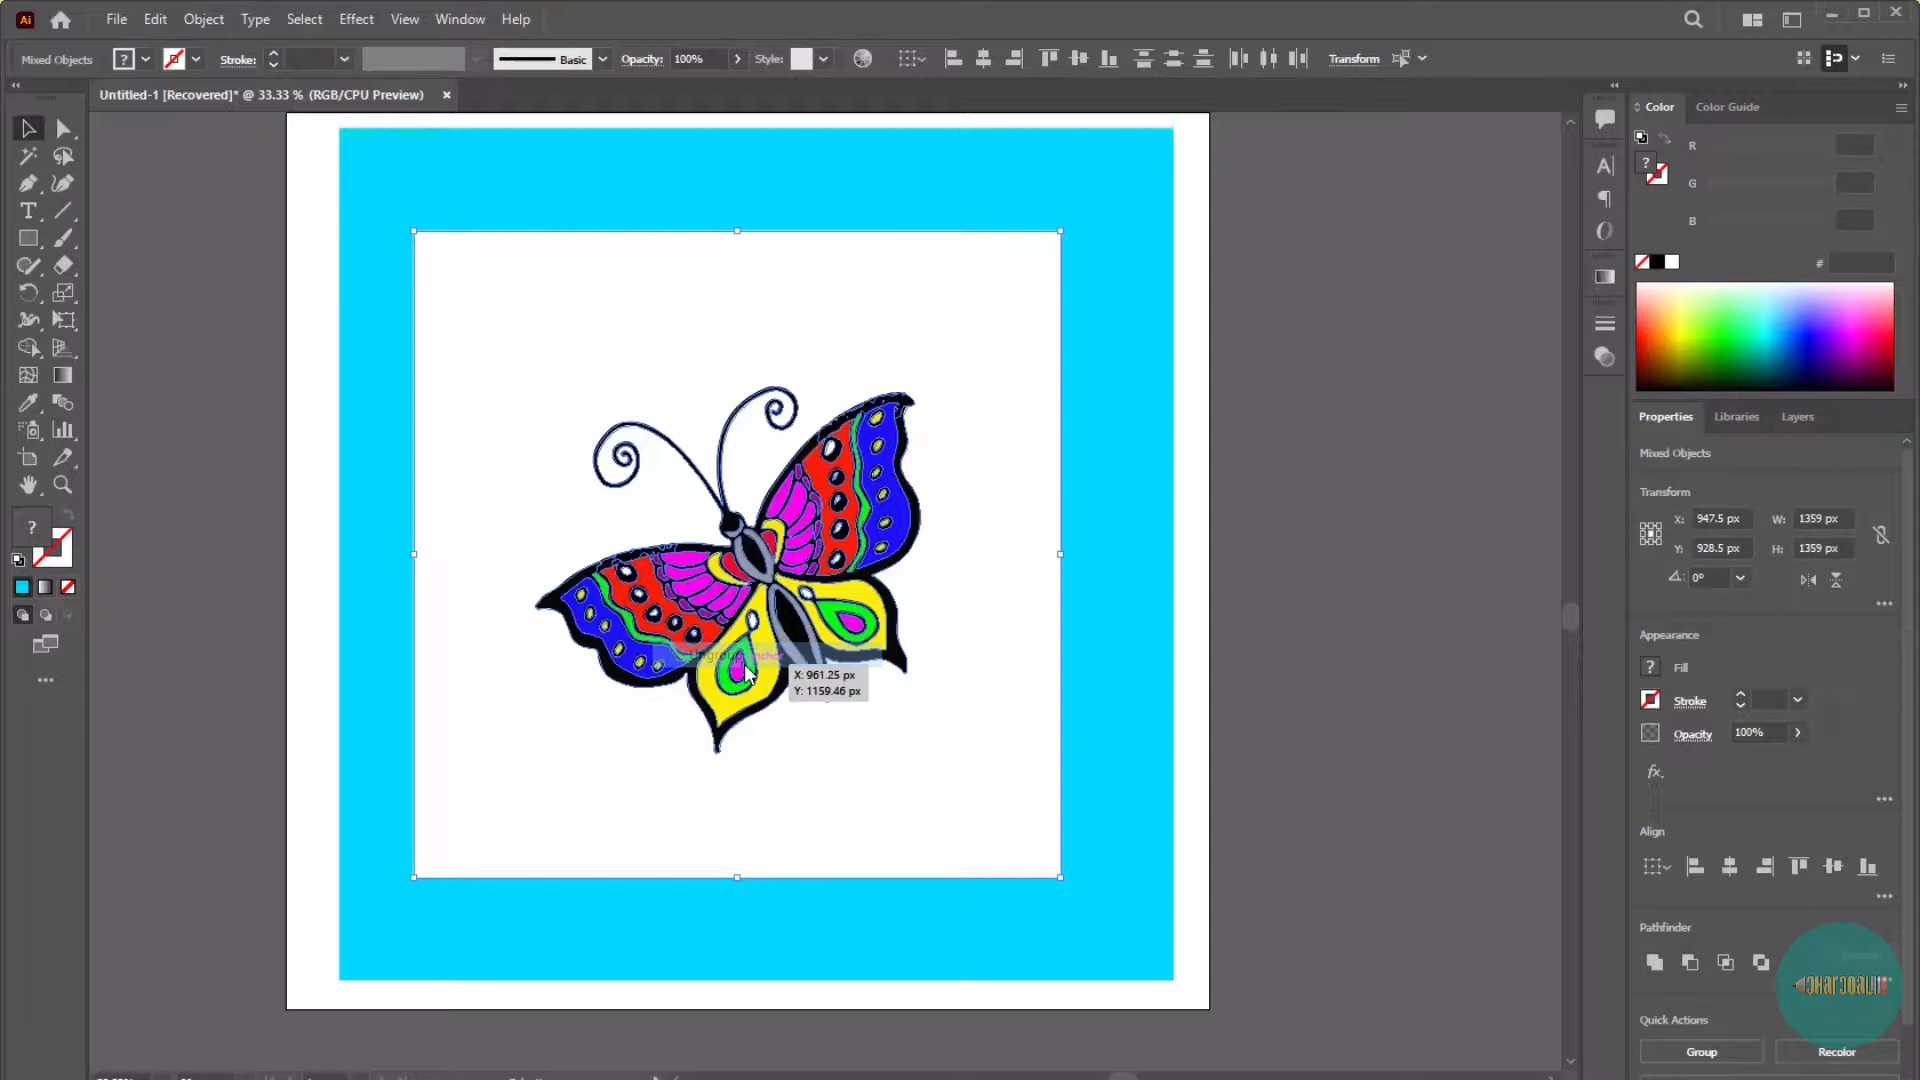 Ai File Edit Object Type Select Effect View Window Help
Mixed Objects ? Stroke: Basic Opacity: 100% Style: Transform
Untitled-1 [Recovered]* @ 33.33 % (RGB/CPU Preview) ×
Color Color Guide
R
G
B
#
?
Properties Libraries Layers
Mixed Objects
Transform
X: 947.5 px W: 1359 px
Y: 928.5 px H: 1359 px
0°
Appearance
? Fill
Stroke
Opacity 100%
fx.
Align
Pathfinder
Quick Actions
Group Recolor
Ungroup
anchor
X: 961.25 px
Y: 1159.46 px
?